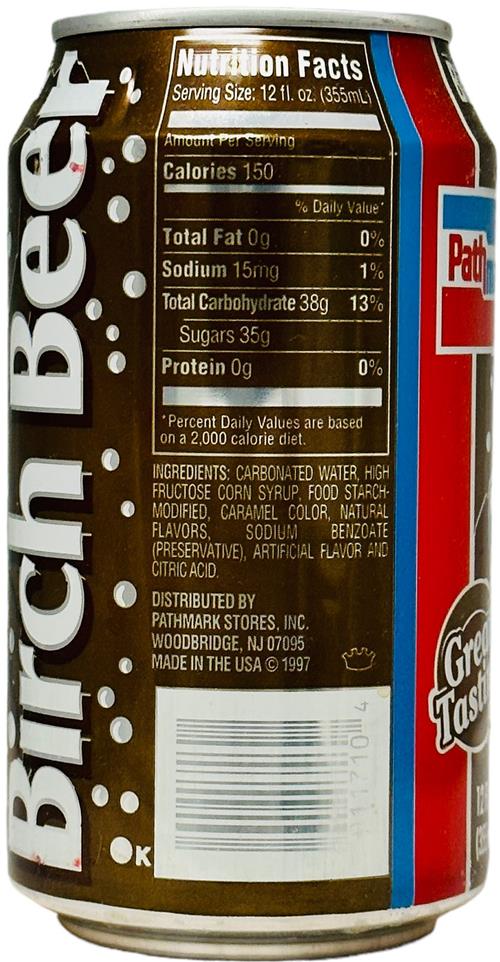 Birch Beer
Nutrition Facts
Serving Size: 12 fl. oz. (355mL)
Amount Per Serving
Calories 150
% Daily Value*
Total Fat 0g 0%
Sodium 15mg 1%
Total Carbohydrate 38g 13%
Sugars 35g
Protein 0g 0%
*Percent Daily Values are based
on a 2,000 calorie diet.
INGREDIENTS: CARBONATED WATER, HIGH
FRUCTOSE CORN SYRUP, FOOD STARCH-
MODIFIED, CARAMEL COLOR, NATURAL
FLAVORS, SODIUM BENZOATE
(PRESERVATIVE), ARTIFICIAL FLAVOR AND
CITRIC ACID.
DISTRIBUTED BY
PATHMARK STORES, INC.
WOODBRIDGE, NJ 07095
MADE IN THE USA © 1997
K
Path
Grea
Tast
12